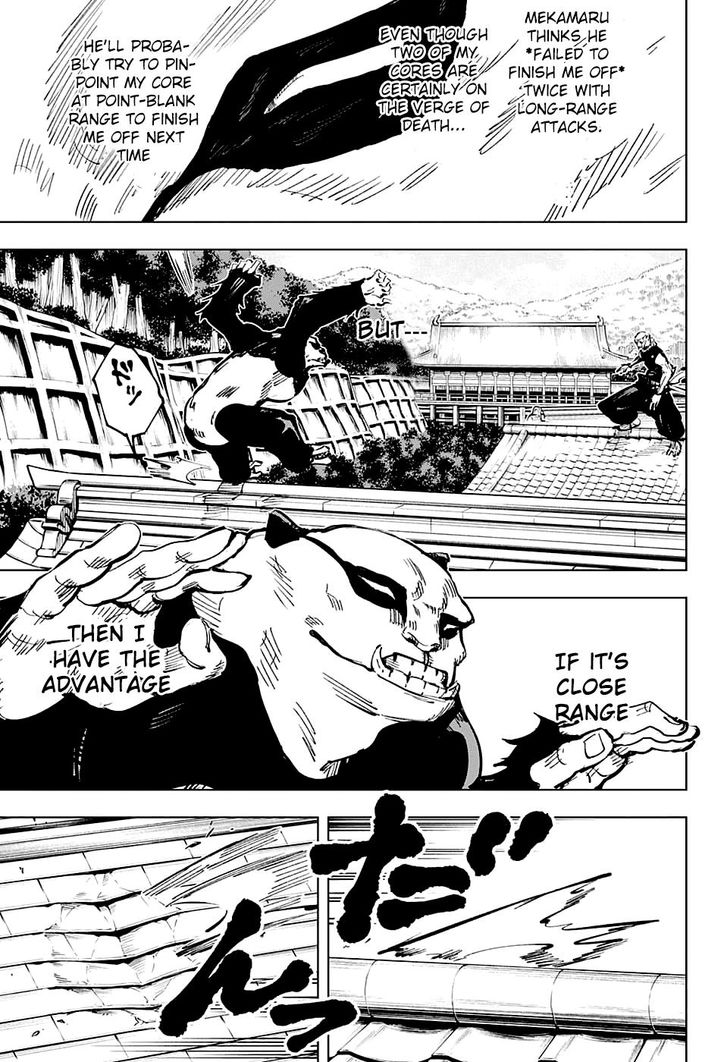 MEKAMARU
THINKS HE
*FAILED TO
FINISH ME OFF*
TWICE WITH
LONG-RANGE
ATTACKS.
EVEN THOUGH
TWO OF MY
CORES ARE
CERTAINLY ON
THE VERGE OF
DEATH...
HE'LL PROBA-
BLY TRY TO PIN-
POINT MY CORE
AT POINT-BLANK
RANGE TO FINISH
ME OFF NEXT
TIME
BUT---
ドッ
IF IT'S
CLOSE
RANGE
THEN I
HAVE THE
ADVANTAGE
だ゛
んっ